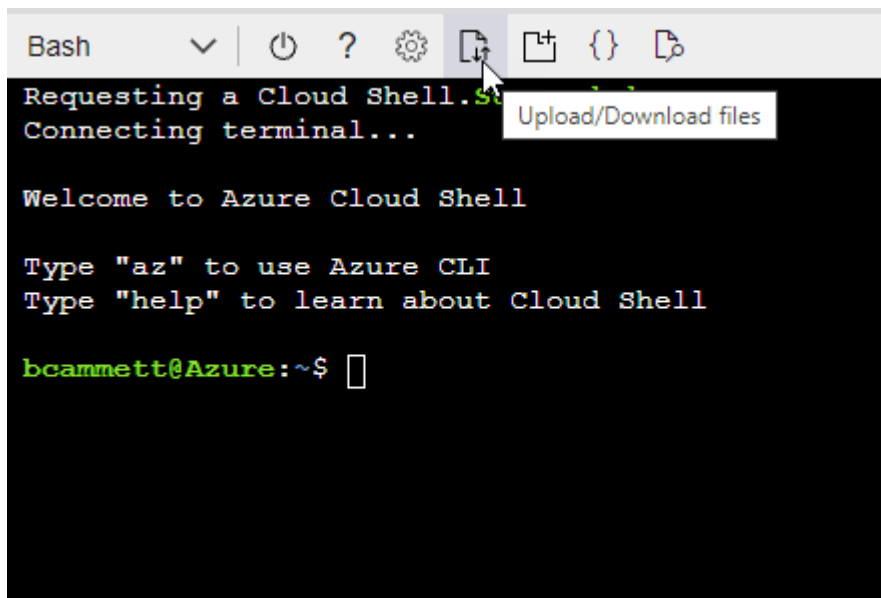 Bash
?
{}
Requesting a Cloud Shell.
Upload/Download files
Connecting terminal...
Welcome to Azure Cloud Shell
Type "az" to use Azure CLI
Type "help" to learn about Cloud Shell
bcammett@Azure:~$